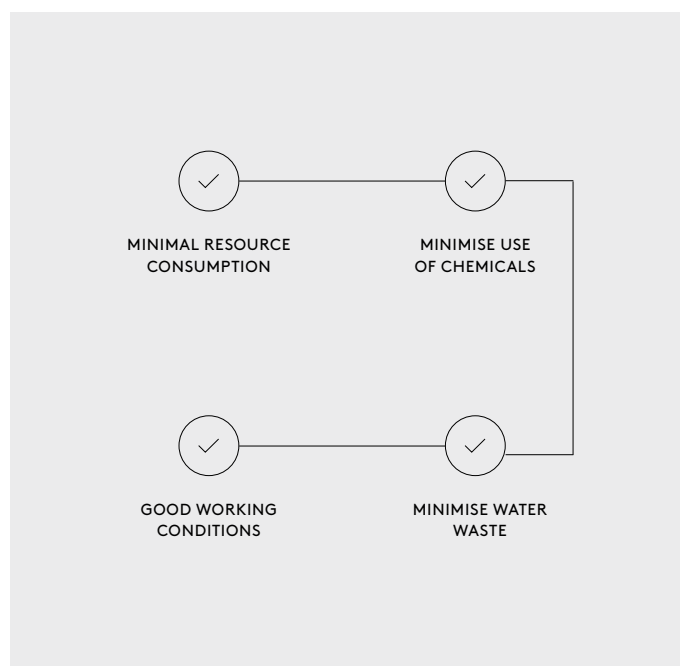 MINIMAL RESOURCE
CONSUMPTION
MINIMISE USE
OF CHEMICALS
GOOD WORKING
CONDITIONS
MINIMISE WATER
WASTE